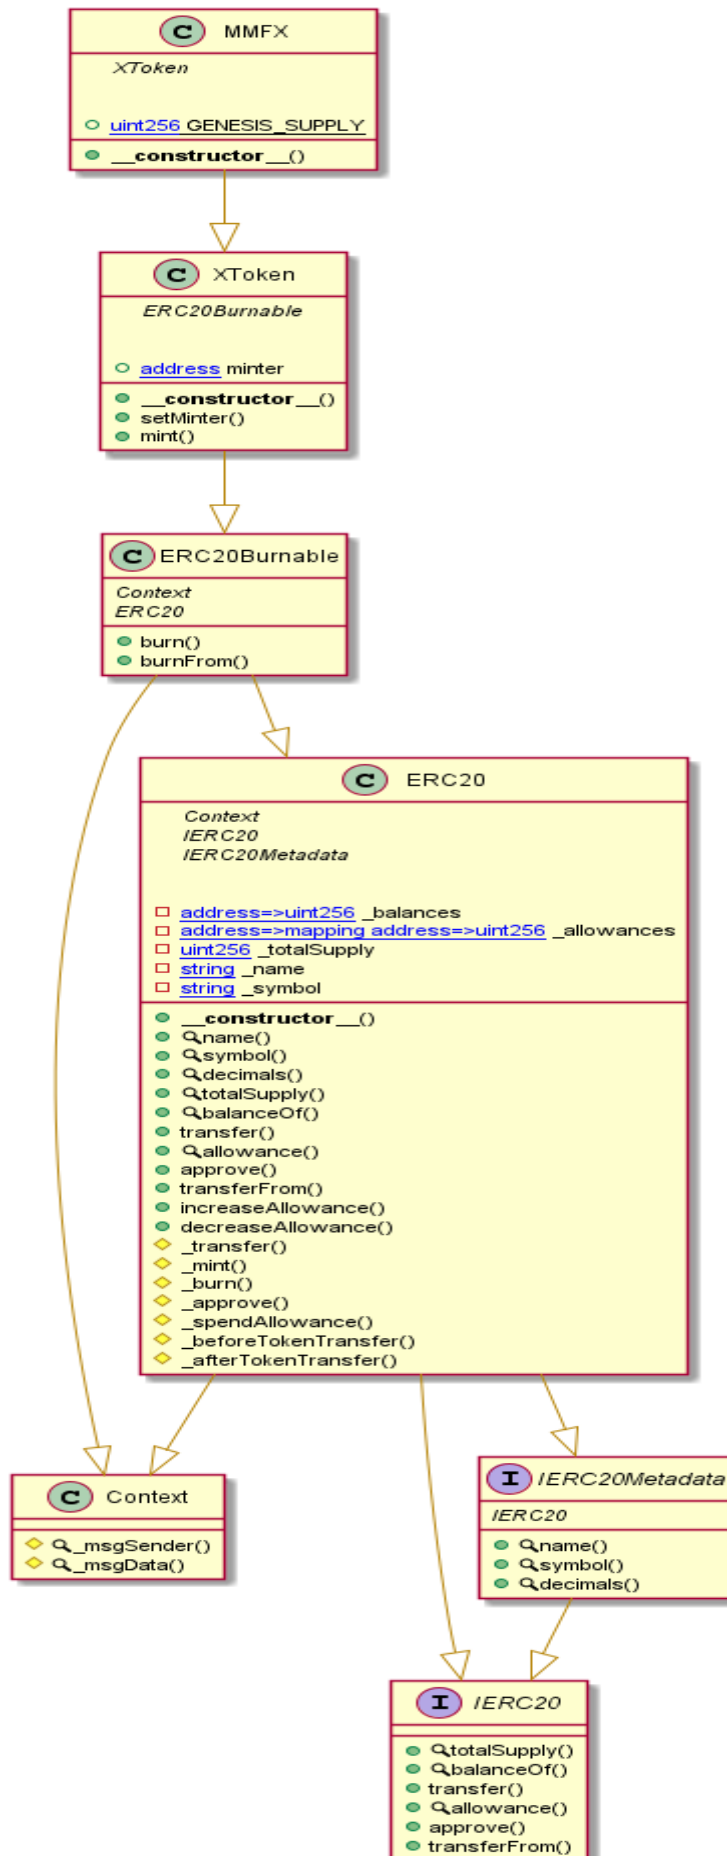 C MMFX
XToken
uint256 GENESIS_SUPPLY
__constructor__()
C XToken
ERC20Burnable
address minter
__constructor__()
setMinter()
mint()
C ERC20Burnable
Context
ERC20
burn()
burnFrom()
C ERC20
Context
IERC20
IERC20Metadata
address=>uint256 _balances
address=>mapping address=>uint256 _allowances
uint256 _totalSupply
string _name
string _symbol
__constructor__()
name()
symbol()
decimals()
totalSupply()
balanceOf()
transfer()
allowance()
approve()
transferFrom()
increaseAllowance()
decreaseAllowance()
_transfer()
_mint()
_burn()
_approve()
_spendAllowance()
_beforeTokenTransfer()
_afterTokenTransfer()
C Context
_msgSender()
_msgData()
I IERC20Metadata
IERC20
name()
symbol()
decimals()
I IERC20
totalSupply()
balanceOf()
transfer()
allowance()
approve()
transferFrom()